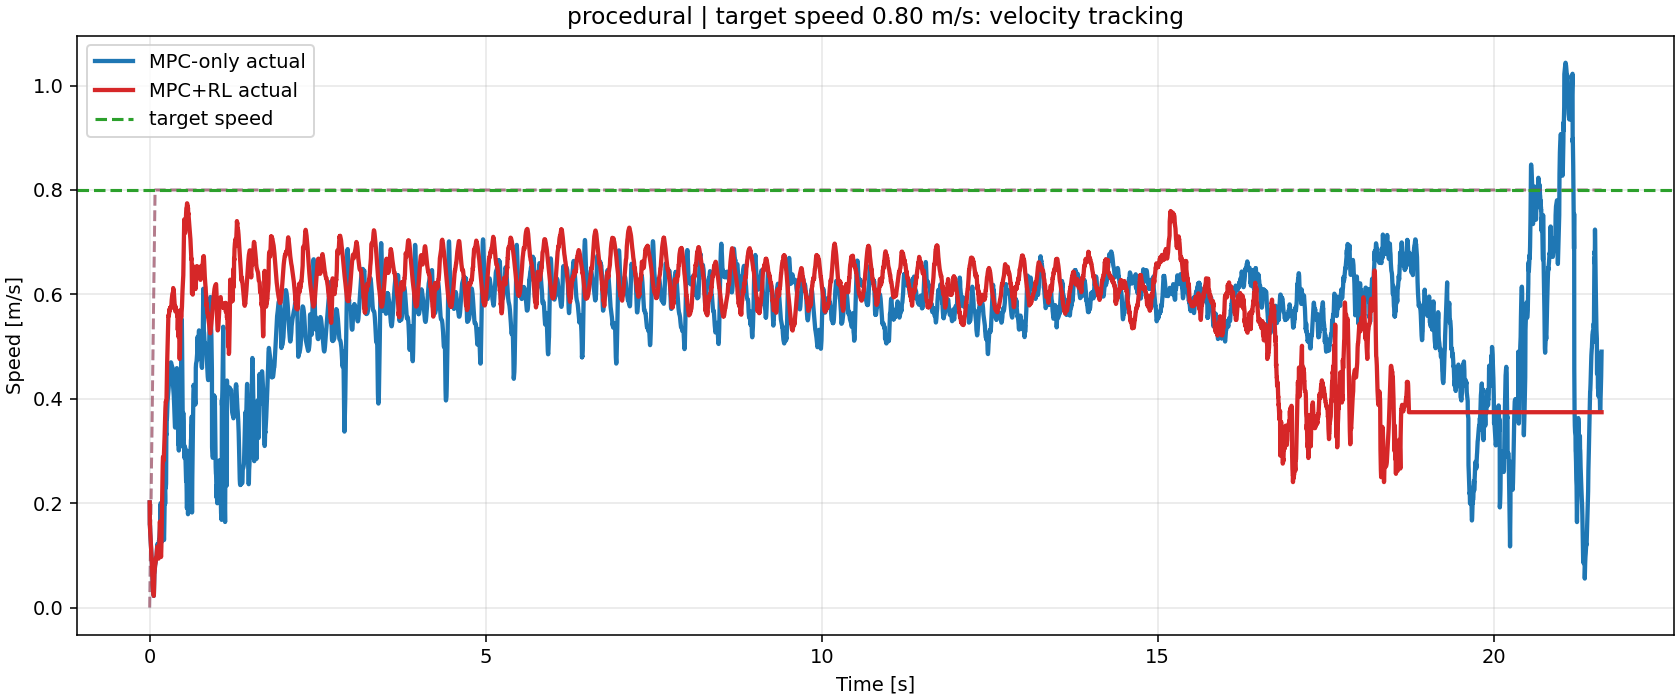 procedural | target speed 0.80 m/s: velocity tracking
MPC-only actual
MPC+RL actual
target speed
Speed [m/s]
1.0
0.8
0.6
0.4
0.2
0.0
0
5
10
15
20
Time [s]